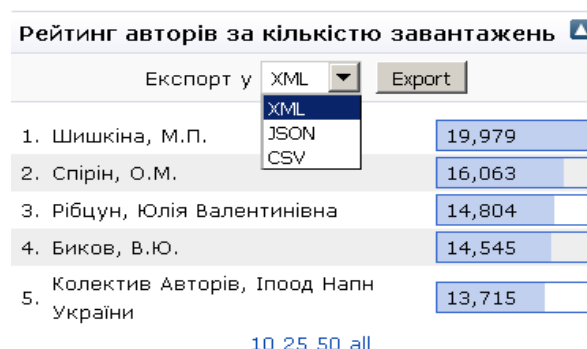 Рейтинг авторів за кількістю завантажень
Експорт у XML Export
XML
JSON
CSV
1. Шишкіна, М.П. 19,979
2. Спірін, О.М. 16,063
3. Рібцун, Юлія Валентинівна 14,804
4. Биков, В.Ю. 14,545
5. Колектив Авторів, Іпоод Напн
України 13,715
10 25 50 all